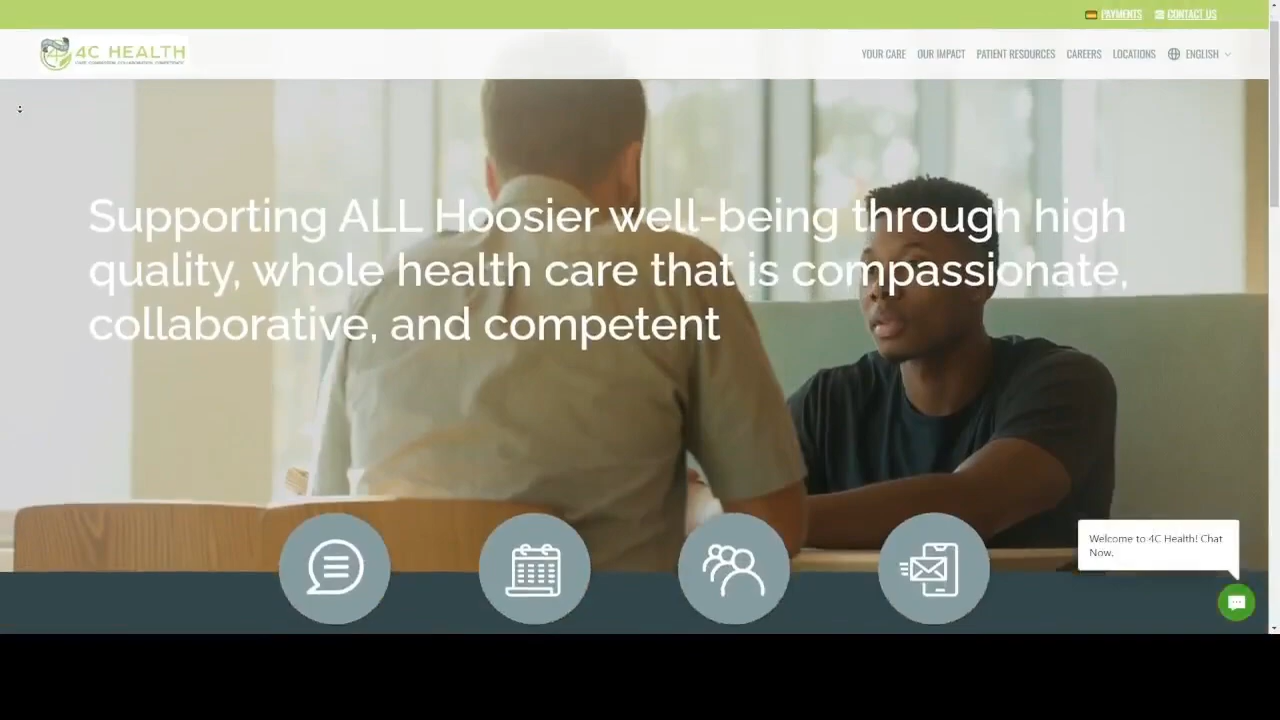 PAYMENTS
CONTACT US
4C HEALTH
YOUR CARE
OUR IMPACT
PATIENT RESOURCES
CAREERS
LOCATIONS
ENGLISH
Supporting ALL Hoosier well-being through high
quality, whole health care that is compassionate,
collaborative, and competent
Welcome to 4C Health! Chat
Now.